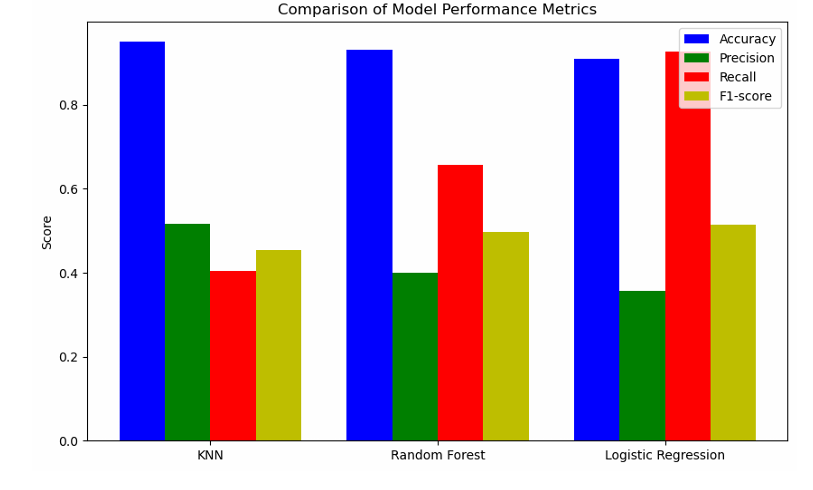 Comparison of Model Performance Metrics
Accuracy
Precision
Recall
F1-score
Score
0.8
0.6
0.4
0.2
0.0
KNN
Random Forest
Logistic Regression